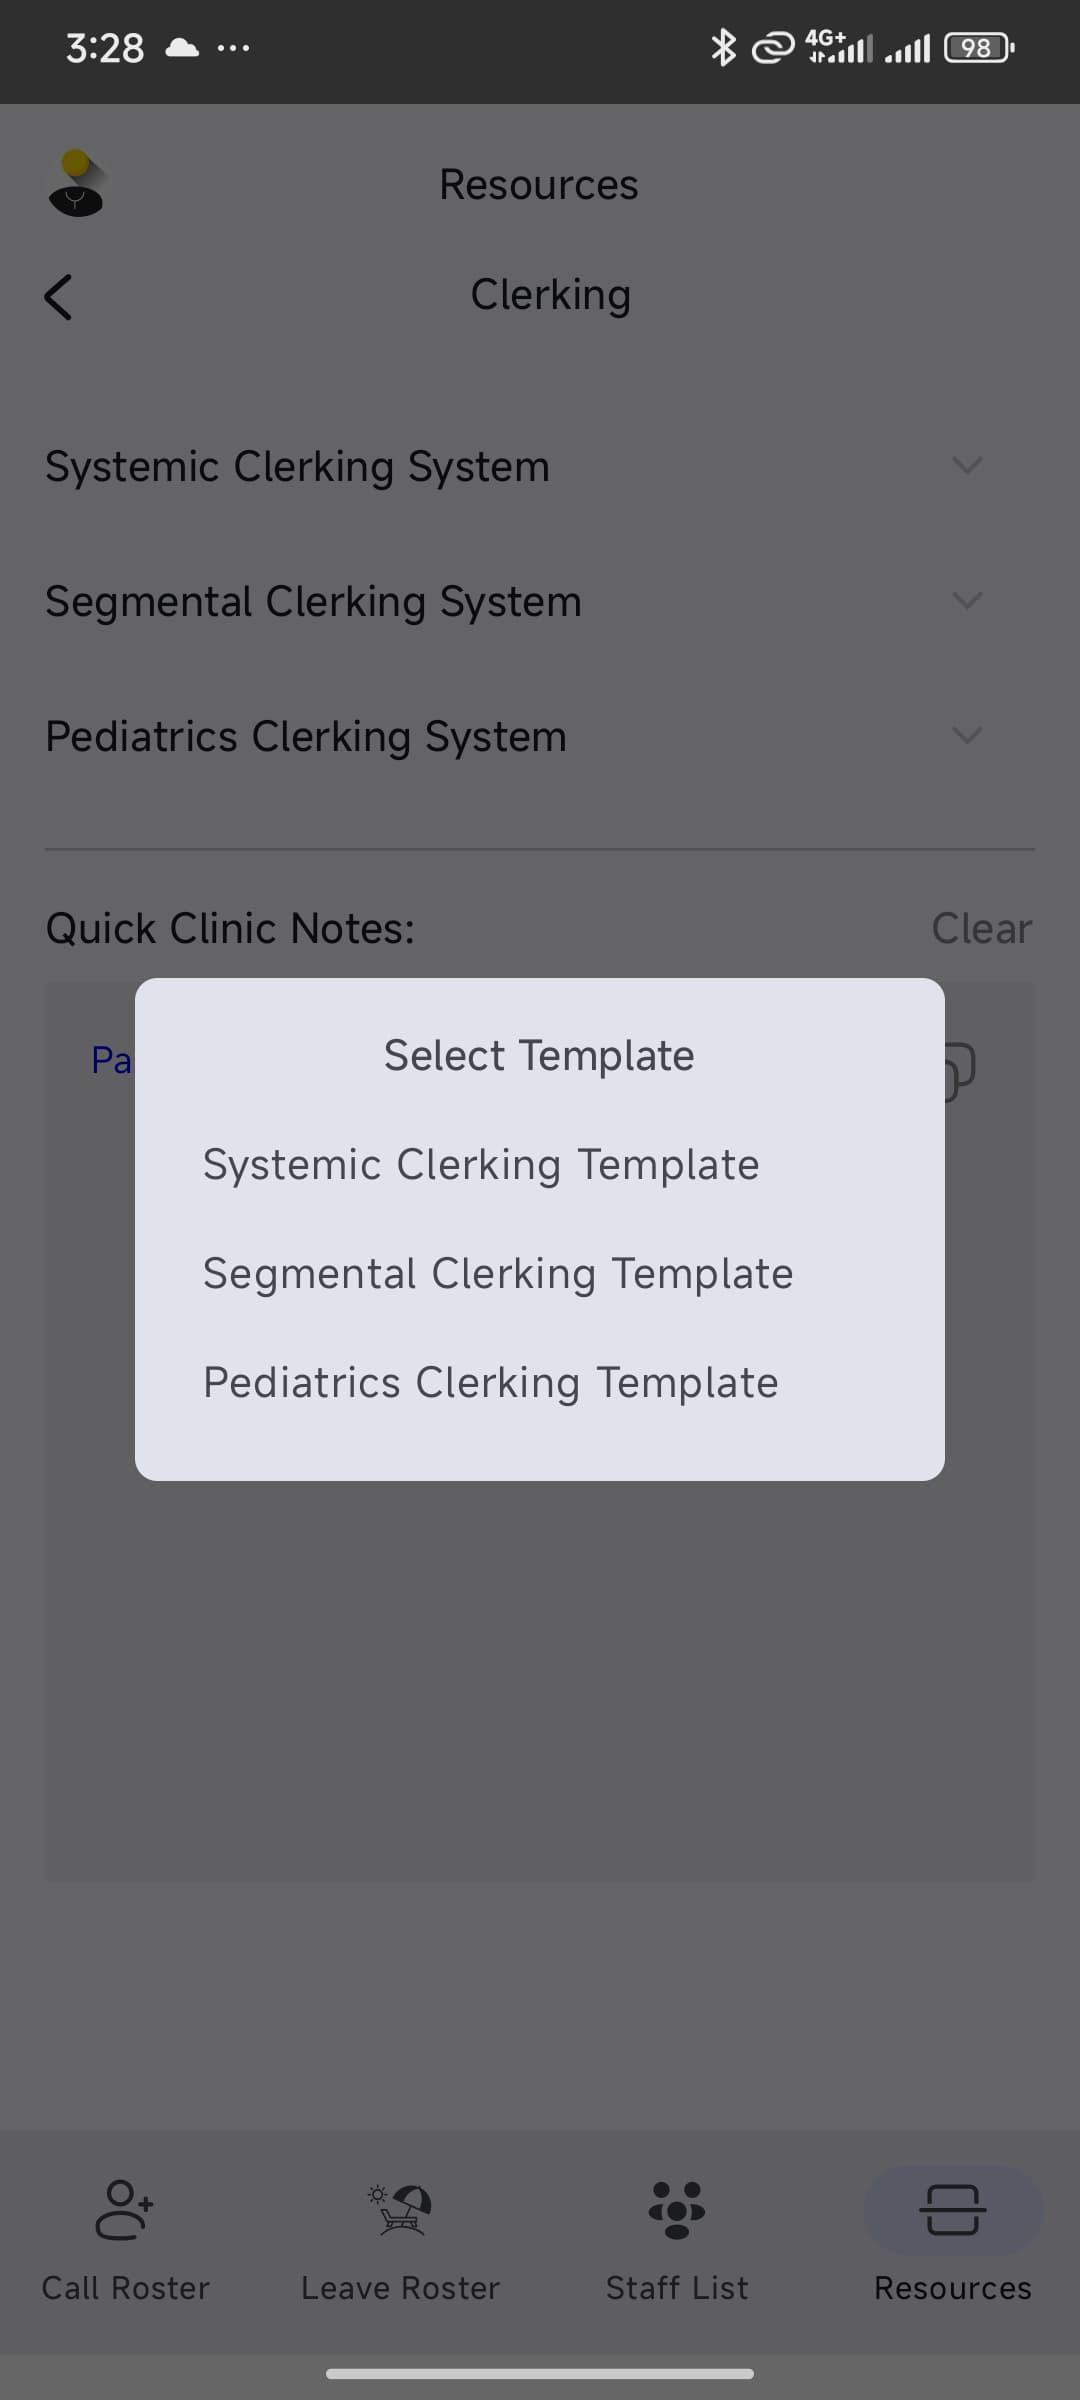 3:28
4G+
98
Resources
Clerking
Systemic Clerking System
Segmental Clerking System
Pediatrics Clerking System
Quick Clinic Notes:
Clear
Pa
Select Template
Systemic Clerking Template
Segmental Clerking Template
Pediatrics Clerking Template
Call Roster
Leave Roster
Staff List
Resources